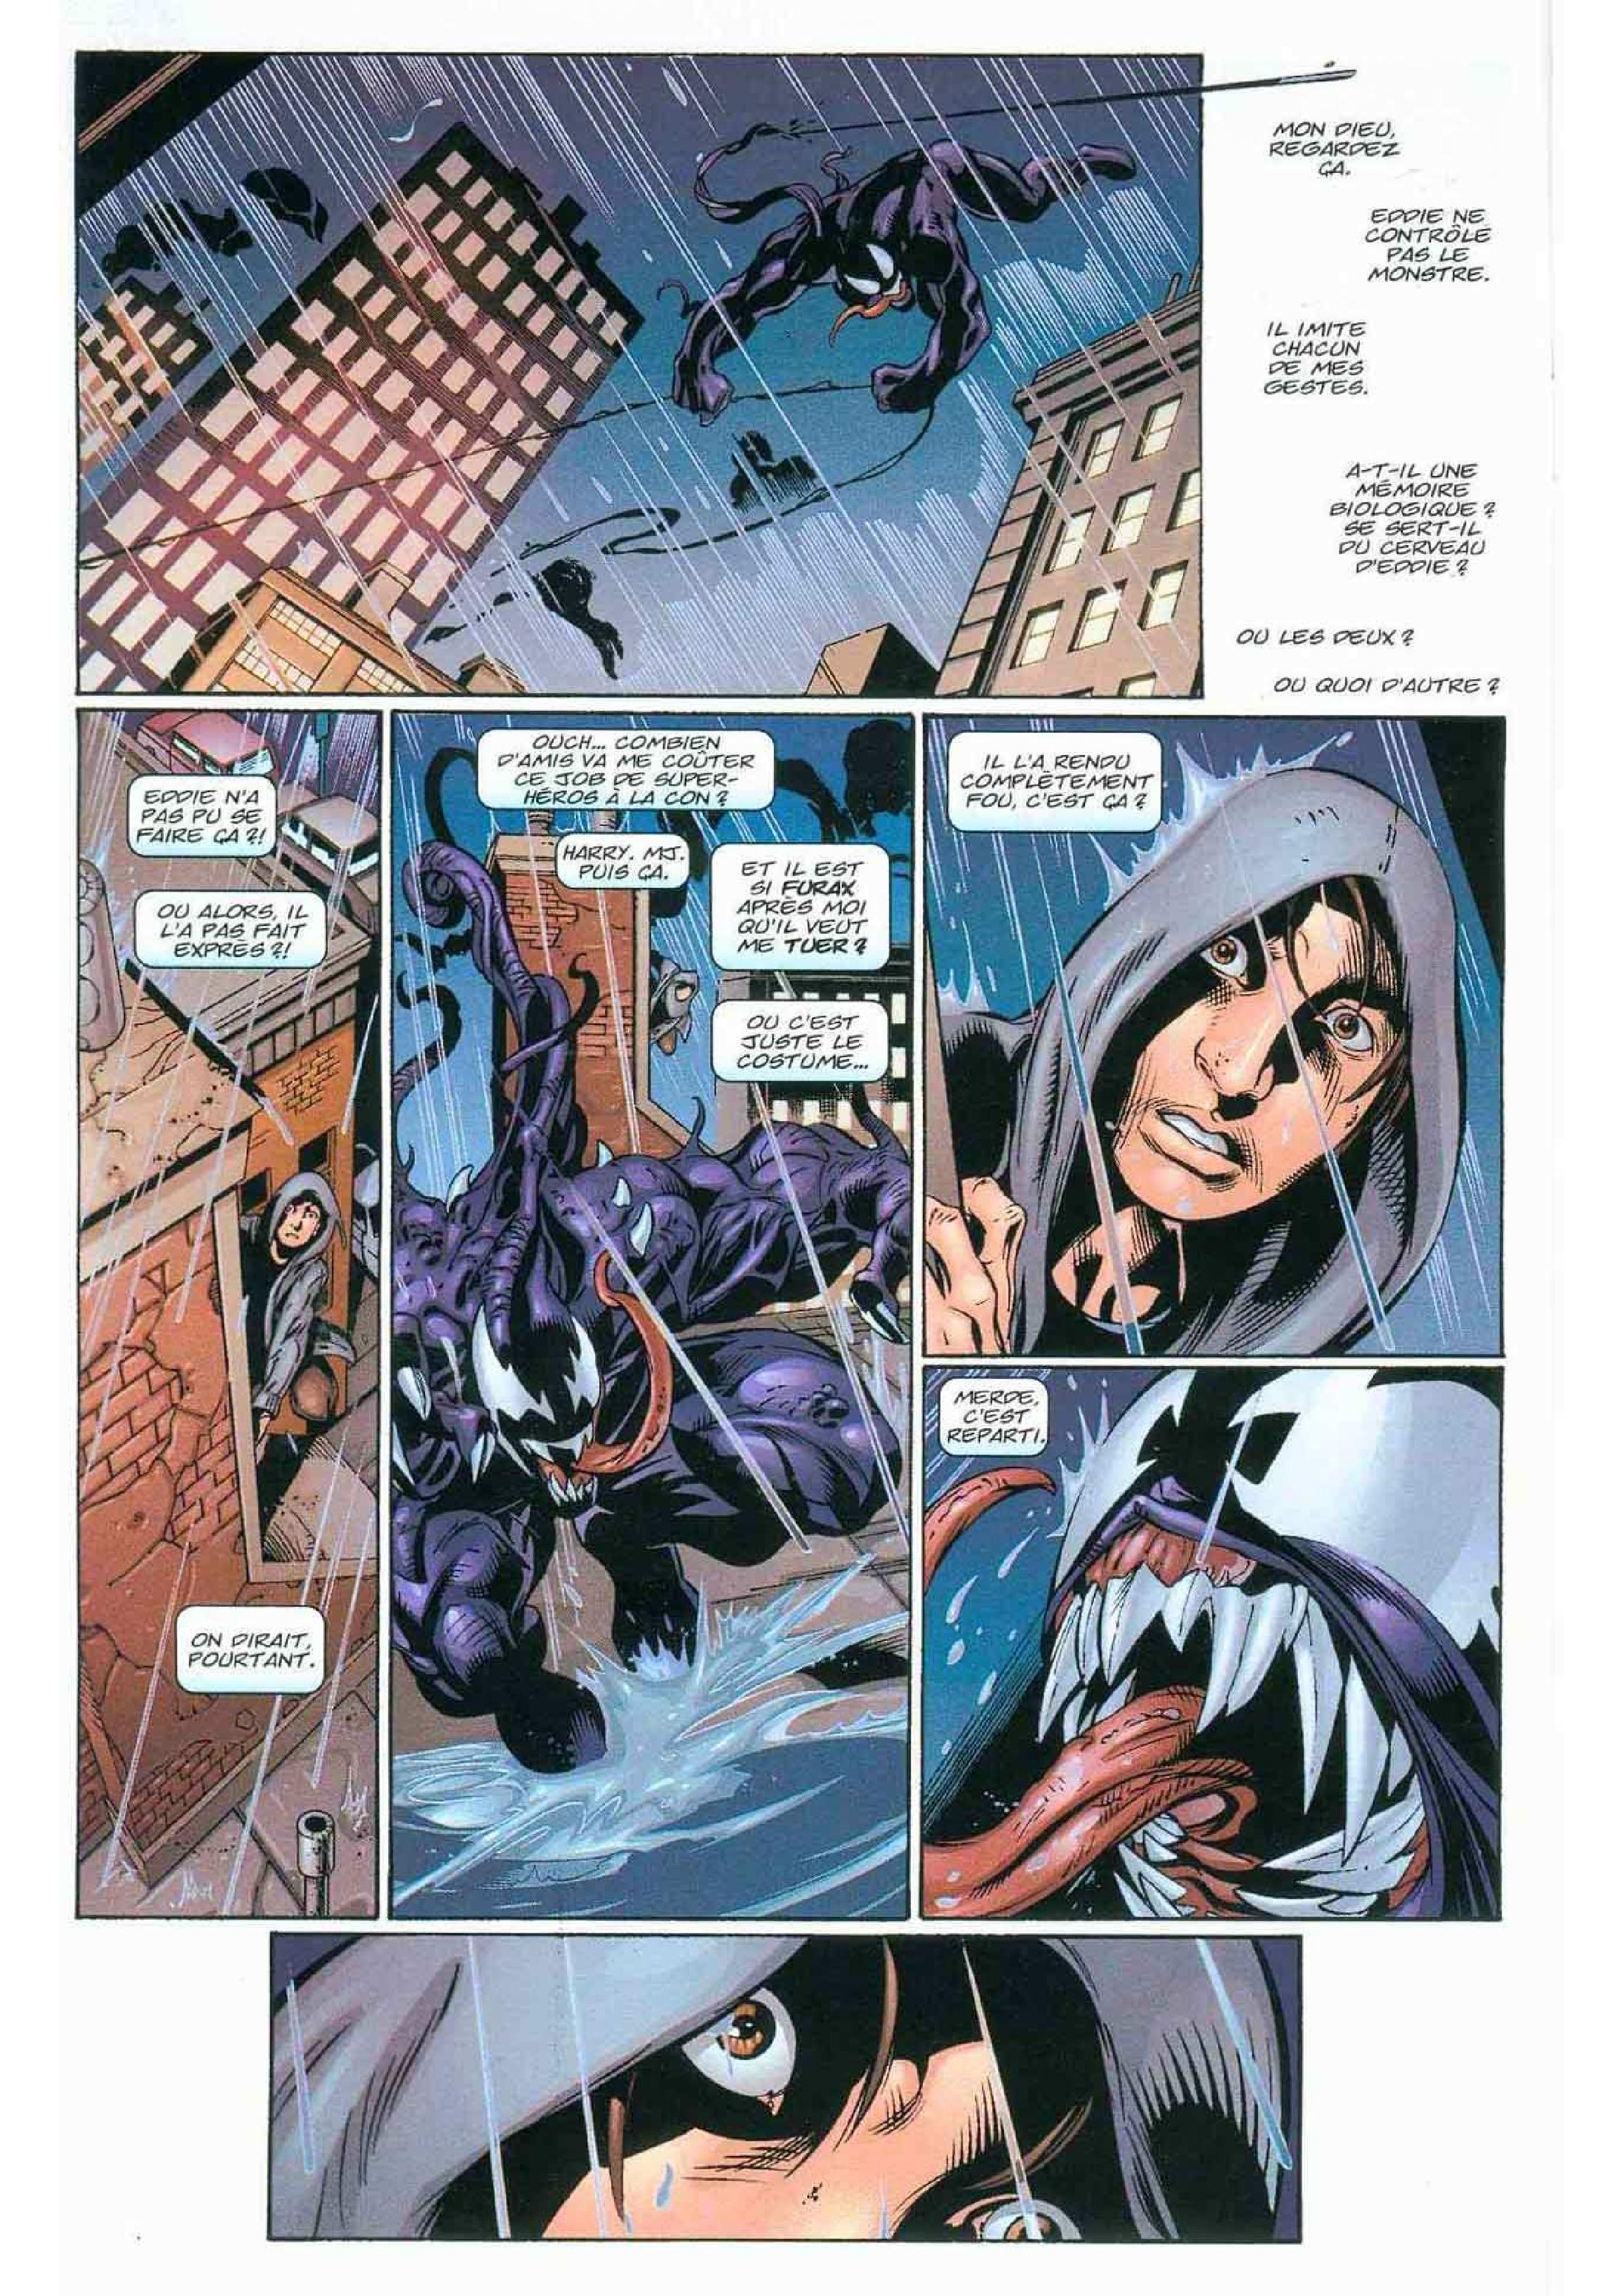 MON DIEU,
REGARDEZ
ÇA.
EDDIE NE
CONTRÔLE
PAS LE
MONSTRE.
IL IMITE
CHACUN
DE MES
GESTES.
A-T-IL UNE
MÉMOIRE
BIOLOGIQUE ?
SE SERT-IL
DU CERVEAU
D'EDDIE ?
OU LES DEUX ?
OU QUOI D'AUTRE ?
EDDIE N'A
PAS PU SE
FAIRE ÇA ?!
OU ALORS, IL
L'A PAS FAIT
EXPRÈS ?!
ON DIRAIT,
POURTANT.
OUCH... COMBIEN
D'AMIS VA ME COÛTER
CE JOB DE SUPER-
HÉROS À LA CON ?
HARRY. MJ.
PUIS ÇA.
ET IL EST
SI FURAX
APRÈS MOI
QU'IL VEUT
ME TUER ?
OU C'EST
JUSTE LE
COSTUME...
IL L'A RENDU
COMPLÈTEMENT
FOU, C'EST ÇA ?
MERDE,
C'EST
REPARTI.